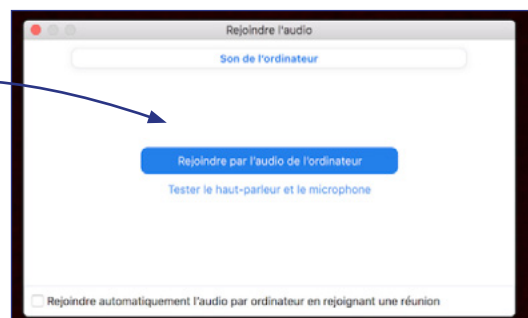 Rejoindre l'audio
Son de l'ordinateur
Rejoindre par l'audio de l'ordinateur
Tester le haut-parleur et le microphone
Rejoindre automatiquement l'audio par ordinateur en rejoignant une réunion